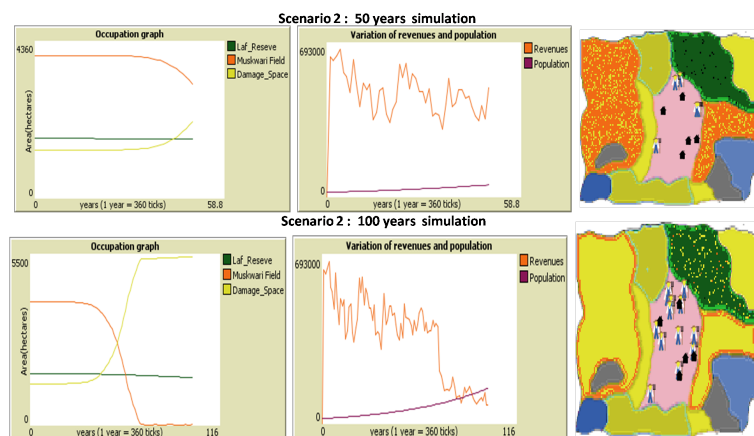 Scenario 2 : 50 years simulation
Occupation graph
4360
Area(hectares)
0
0
years (1 year = 360 ticks)
58.8
Laf_Reseve
Muskwari Field
Damage_Space
Variation of revenues and population
693000
0
0
years (1 year = 360 ticks)
58.8
Revenues
Population
Scenario 2 : 100 years simulation
Occupation graph
5500
Area(hectares)
0
0
years (1 year = 360 ticks)
116
Laf_Reseve
Muskwari Field
Damage_Space
Variation of revenues and population
693000
0
0
years (1 year = 360 ticks)
116
Revenues
Population